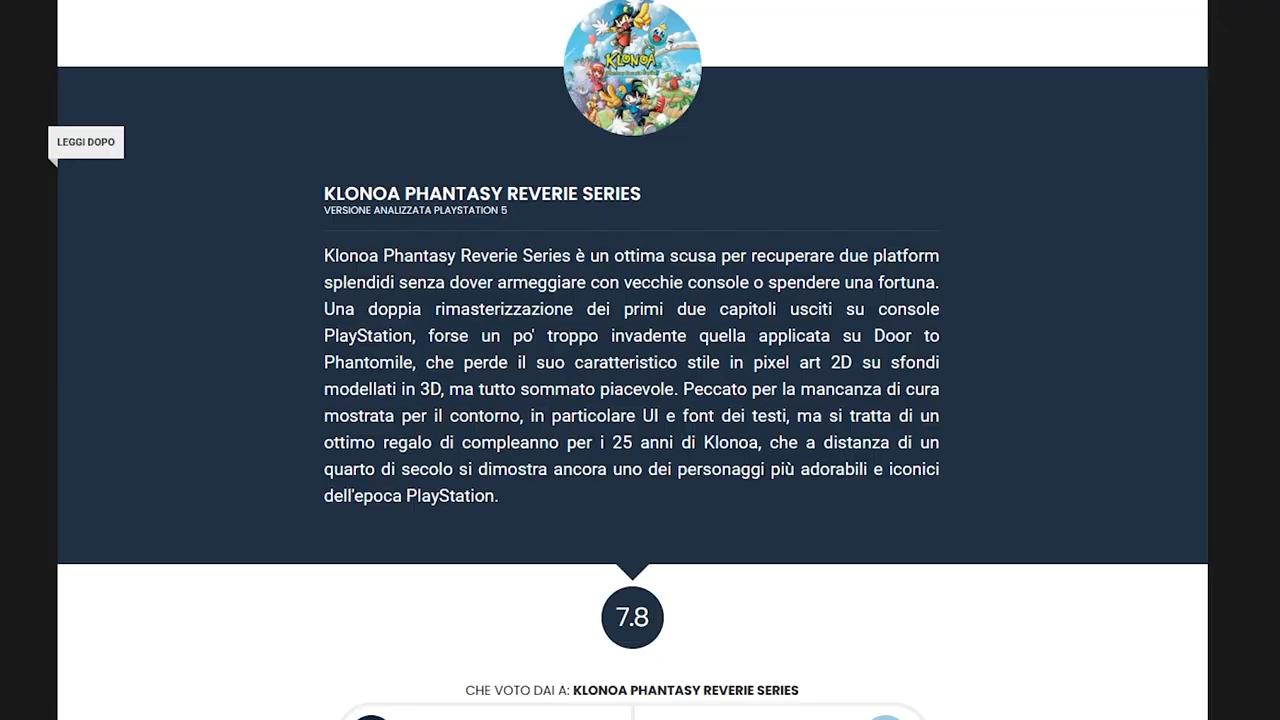 KLONOA
LEGGI DOPO
KLONOA PHANTASY REVERIE SERIES
VERSIONE ANALIZZATA PLAYSTATION 5
Klonoa Phantasy Reverie Series è un ottima scusa per recuperare due platform
splendidi senza dover armeggiare con vecchie console o spendere una fortuna.
Una doppia rimasterizzazione dei primi due capitoli usciti su console
PlayStation, forse un po' troppo invadente quella applicata su Door to
Phantomile, che perde il suo caratteristico stile in pixel art 2D su sfondi
modellati in 3D, ma tutto sommato piacevole. Peccato per la mancanza di cura
mostrata per il contorno, in particolare UI e font dei testi, ma si tratta di un
ottimo regalo di compleanno per i 25 anni di Klonoa, che a distanza di un
quarto di secolo si dimostra ancora uno dei personaggi più adorabili e iconici
dell'epoca PlayStation.
7.8
CHE VOTO DAI A: KLONOA PHANTASY REVERIE SERIES